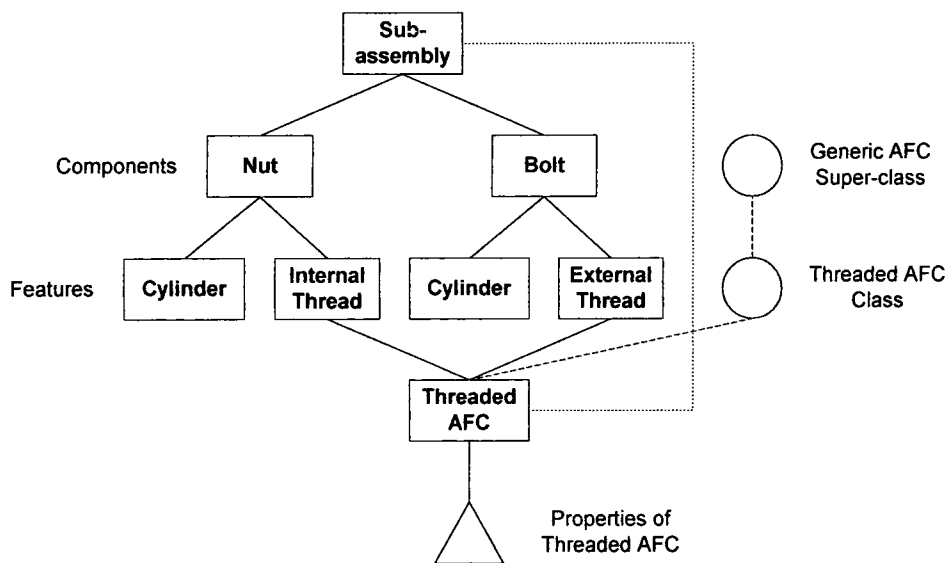 Sub-
assembly
Components
Nut
Bolt
Generic AFC
Super-class
Features
Cylinder
Internal
Thread
Cylinder
External
Thread
Threaded AFC
Class
Threaded
AFC
Properties of
Threaded AFC